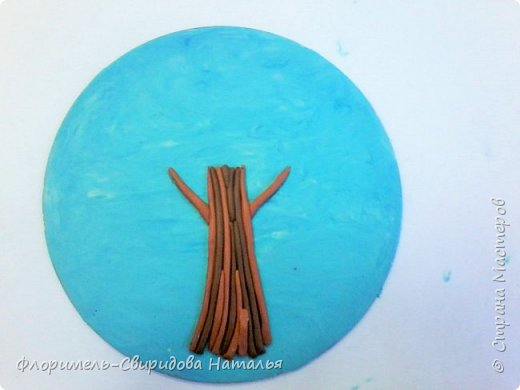 Флоримель-Свиридова Наталья
© Страна Мастеров